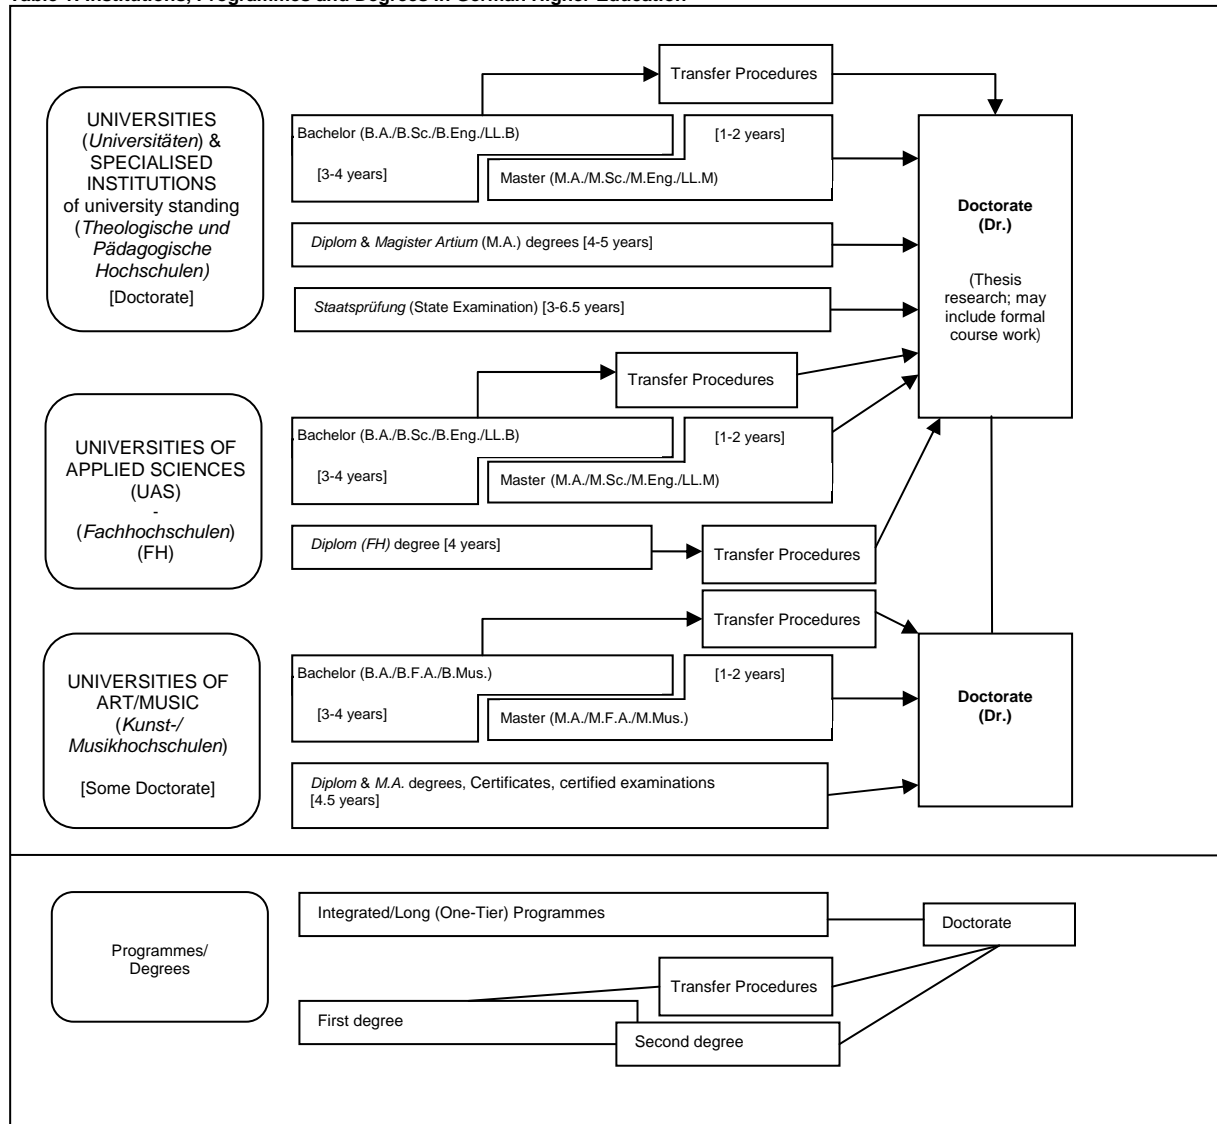 Table 1: Institutions, Programmes and Degrees in German Higher Education
Transfer Procedures
UNIVERSITIES
(Universitäten) &
SPECIALISED
INSTITUTIONS
of university standing
(Theologische und
Pädagogische
Hochschulen)
[Doctorate]
Bachelor (B.A./B.Sc./B.Eng./LL.B)
[3-4 years]
[1-2 years]
Master (M.A./M.Sc./M.Eng./LL.M)
Diplom & Magister Artium (M.A.) degrees [4-5 years]
Staatsprüfung (State Examination) [3-6.5 years]
Doctorate
(Dr.)
(Thesis
research; may
include formal
course work)
Transfer Procedures
UNIVERSITIES OF
APPLIED SCIENCES
(UAS)
-
(Fachhochschulen)
(FH)
Bachelor (B.A./B.Sc./B.Eng./LL.B)
[3-4 years]
[1-2 years]
Master (M.A./M.Sc./M.Eng./LL.M)
Diplom (FH) degree [4 years]
Transfer Procedures
Transfer Procedures
UNIVERSITIES OF
ART/MUSIC
(Kunst-/
Musikhochschulen)
[Some Doctorate]
Bachelor (B.A./B.F.A./B.Mus.)
[3-4 years]
[1-2 years]
Master (M.A./M.F.A./M.Mus.)
Diplom & M.A. degrees, Certificates, certified examinations
[4.5 years]
Doctorate
(Dr.)
Programmes/
Degrees
Integrated/Long (One-Tier) Programmes
Doctorate
Transfer Procedures
First degree
Second degree